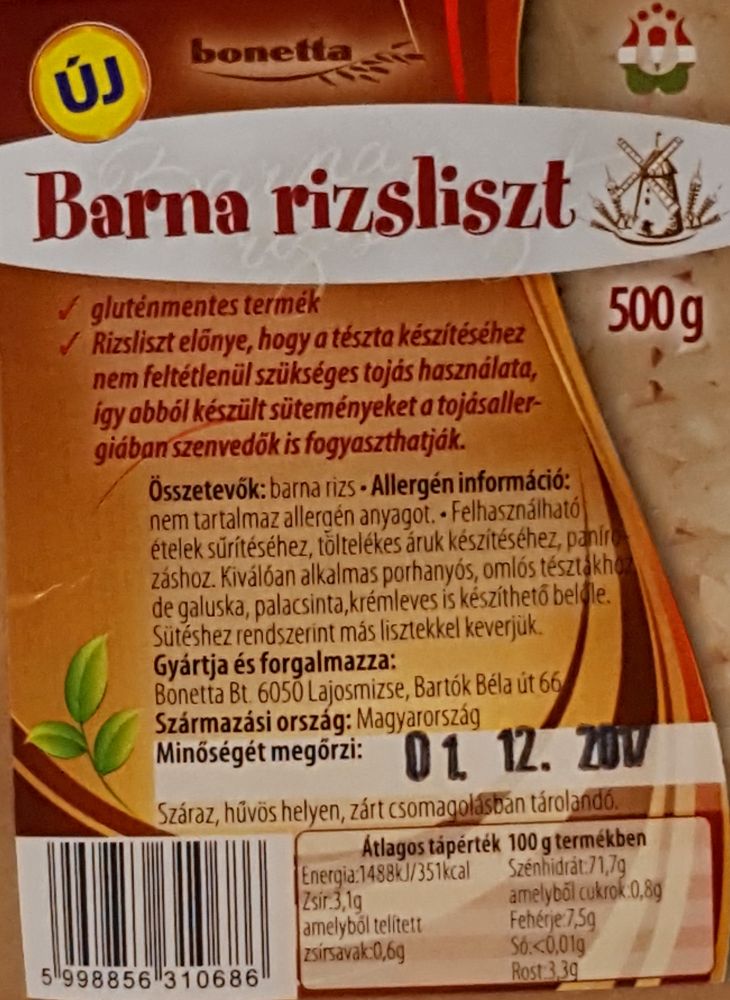 ÚJ
bonetta
Barna rizsliszt
500 g
✓ gluténmentes termék
✓ Rizsliszt előnye, hogy a tészta készítéséhez
nem feltétlenül szükséges tojás használata,
így abból készült süteményeket a tojásaller-
giában szenvedők is fogyaszthatják.
Összetevők: barna rizs • Allergén információ:
nem tartalmaz allergén anyagot. • Felhasználható
ételek sűrítéséhez, töltelékes áruk készítéséhez, paníro-
záshoz. Kiválóan alkalmas porhanyós, omlós tésztákhoz,
de galuska, palacsinta,krémleves is készíthető belőle.
Sütéshez rendszerint más lisztekkel keverjük.
Gyártja és forgalmazza:
Bonetta Bt. 6050 Lajosmizse, Bartók Béla út 66
Származási ország: Magyarország
Minőségét megőrzi: 01. 12. 2017
Száraz, hűvös helyen, zárt csomagolásban tárolandó.
Átlagos tápérték 100 g termékben
Energia:1488kJ/351kcal
Zsír:3,1g
amelyből telített
zsírsavak:0,6g
Szénhidrát:71,7g
amelyből cukrok:0,8g
Fehérje:7,5g
Só:<0,01g
Rost:3,3g
5 998856 310686